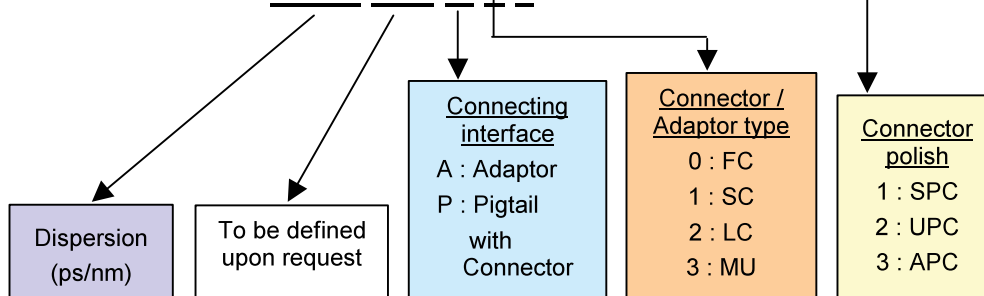 Dispersion
(ps/nm)
To be defined
upon request
Connecting
interface
A : Adaptor
P : Pigtail
with
Connector
Connector /
Adaptor type
0 : FC
1 : SC
2 : LC
3 : MU
Connector
polish
1 : SPC
2 : UPC
3 : APC